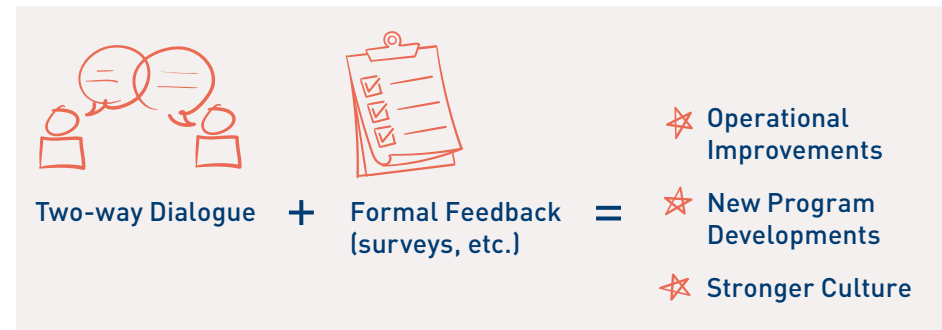 Two-way Dialogue
+
Formal Feedback
(surveys, etc.)
=
Operational
Improvements
New Program
Developments
Stronger Culture